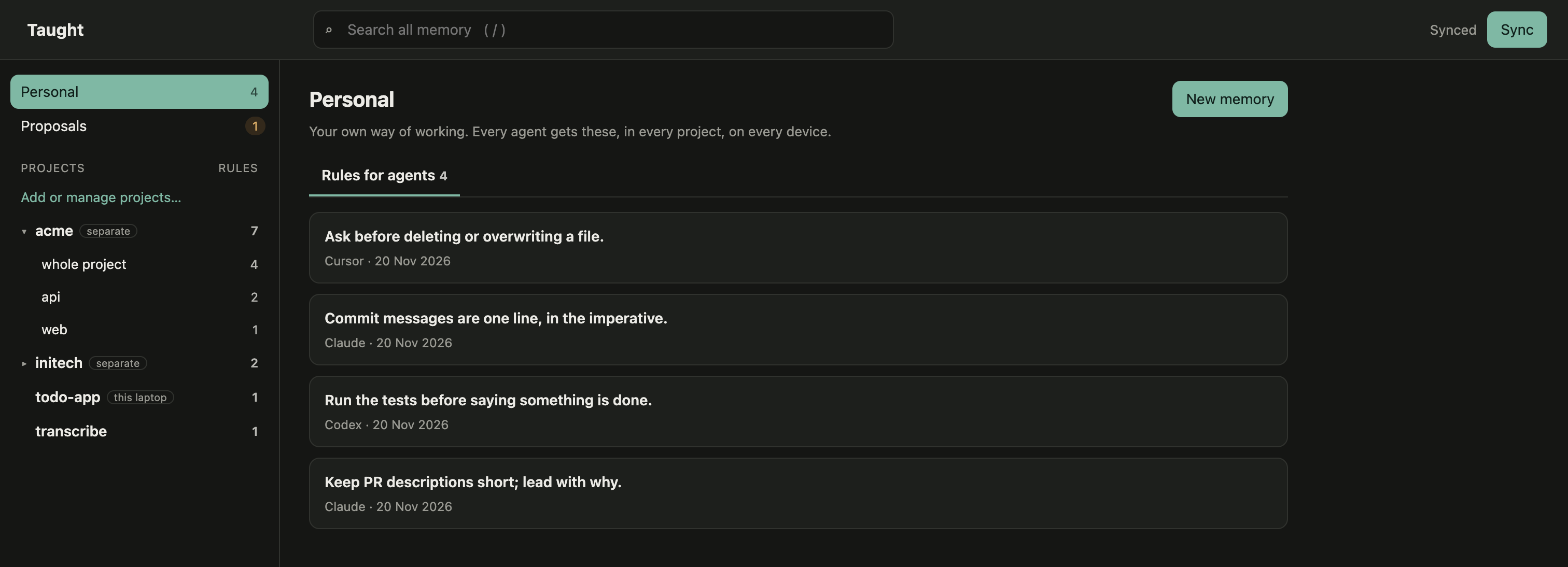 Taught
Search all memory ( / )
Synced
Sync
Personal 4
Proposals 1
PROJECTS RULES
Add or manage projects...
acme separate 7
whole project 4
api 2
web 1
initech separate 2
todo-app this laptop 1
transcribe 1
Personal
New memory
Your own way of working. Every agent gets these, in every project, on every device.
Rules for agents 4
Ask before deleting or overwriting a file.
Cursor · 20 Nov 2026
Commit messages are one line, in the imperative.
Claude · 20 Nov 2026
Run the tests before saying something is done.
Codex · 20 Nov 2026
Keep PR descriptions short; lead with why.
Claude · 20 Nov 2026